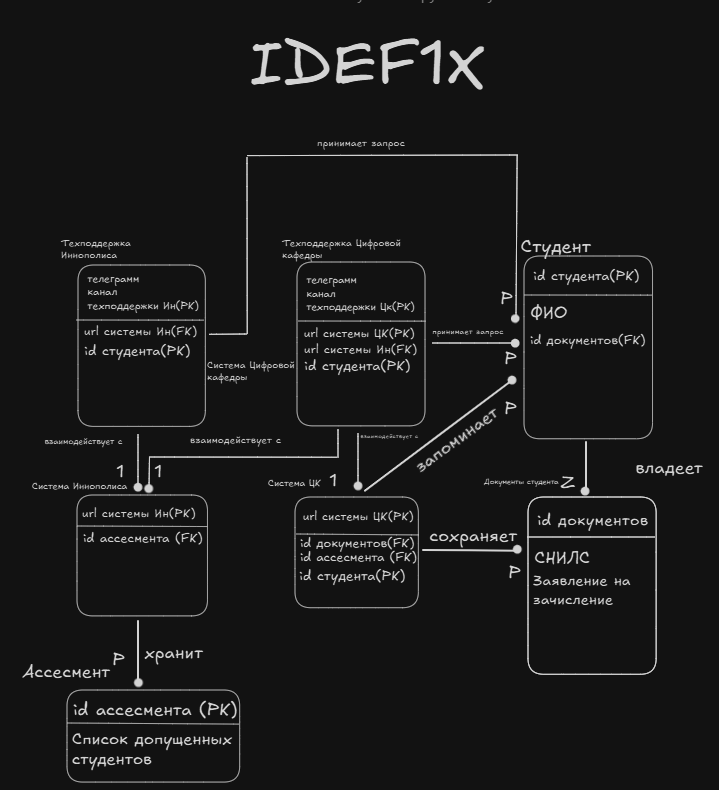 IDEF1X
принимает запрос
Техподдержка
Иннополиса
телеграмм
канал
техподдержки Ин(PK)
url системы Ин(FK)
id студента(PK)
Техподдержка Цифровой
кафедры
телеграмм
канал
техподдержки Цк(PK)
url системы ЦК(PK)
url системы Ин(FK)
id студента(PK)
Система Цифровой
кафедры
принимает запрос
Студент
id студента(PK)
ФИО
id документов(FK)
P
P
P
запоминает
взаимодействует с
взаимодействует с
взаимодействует с
1
1
1
Система Иннополиса
url системы Ин(PK)
id ассесмента (FK)
Система ЦК
url системы ЦК(PK)
id документов(FK)
id ассесмента (FK)
id студента(PK)
сохраняет
P
владеет
Документы студента
Z
id документов
СНИЛС
Заявление на
зачисление
P
хранит
Ассесмент
id ассесмента (PK)
Список допущенных
студентов